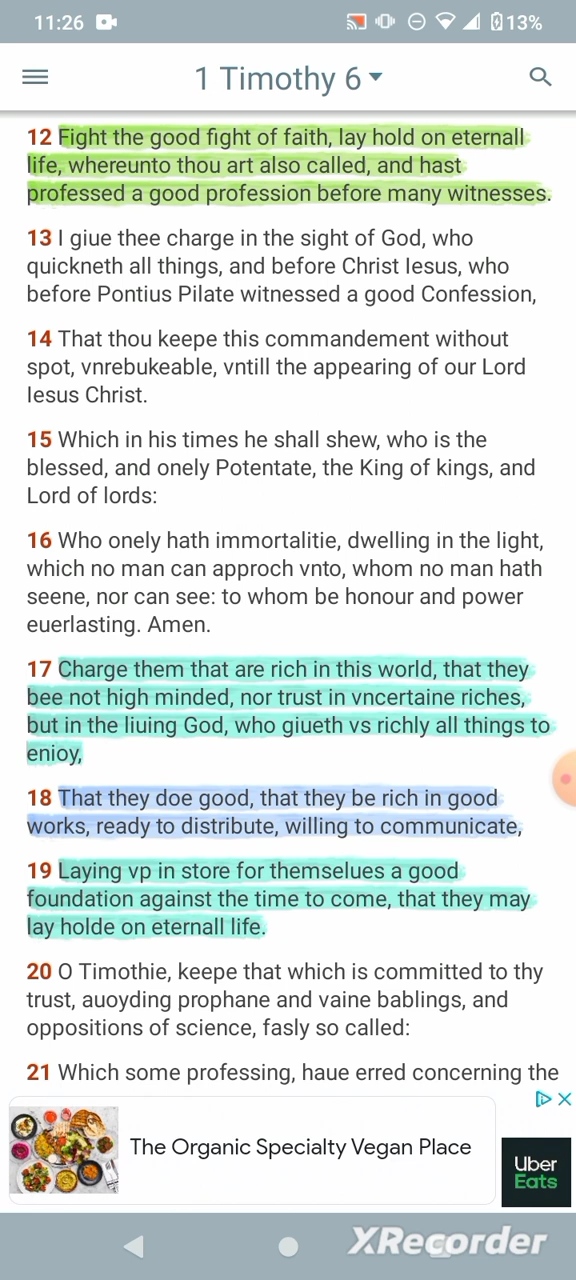 11:26 13%
1 Timothy 6
12 Fight the good fight of faith, lay hold on eternall
life, whereunto thou art also called, and hast
professed a good profession before many witnesses.
13 I giue thee charge in the sight of God, who
quickneth all things, and before Christ Iesus, who
before Pontius Pilate witnessed a good Confession,
14 That thou keepe this commandement without
spot, vnrebukeable, vntill the appearing of our Lord
Iesus Christ.
15 Which in his times he shall shew, who is the
blessed, and onely Potentate, the King of kings, and
Lord of lords:
16 Who onely hath immortalitie, dwelling in the light,
which no man can approch vnto, whom no man hath
seene, nor can see: to whom be honour and power
euerlasting. Amen.
17 Charge them that are rich in this world, that they
bee not high minded, nor trust in vncertaine riches,
but in the liuing God, who giueth vs richly all things to
enioy,
18 That they doe good, that they be rich in good
works, ready to distribute, willing to communicate,
19 Laying vp in store for themselues a good
foundation against the time to come, that they may
lay holde on eternall life.
20 O Timothie, keepe that which is committed to thy
trust, auoyding prophane and vaine bablings, and
oppositions of science, fasly so called:
21 Which some professing, haue erred concerning the
The Organic Specialty Vegan Place
Uber
Eats
XRecorder